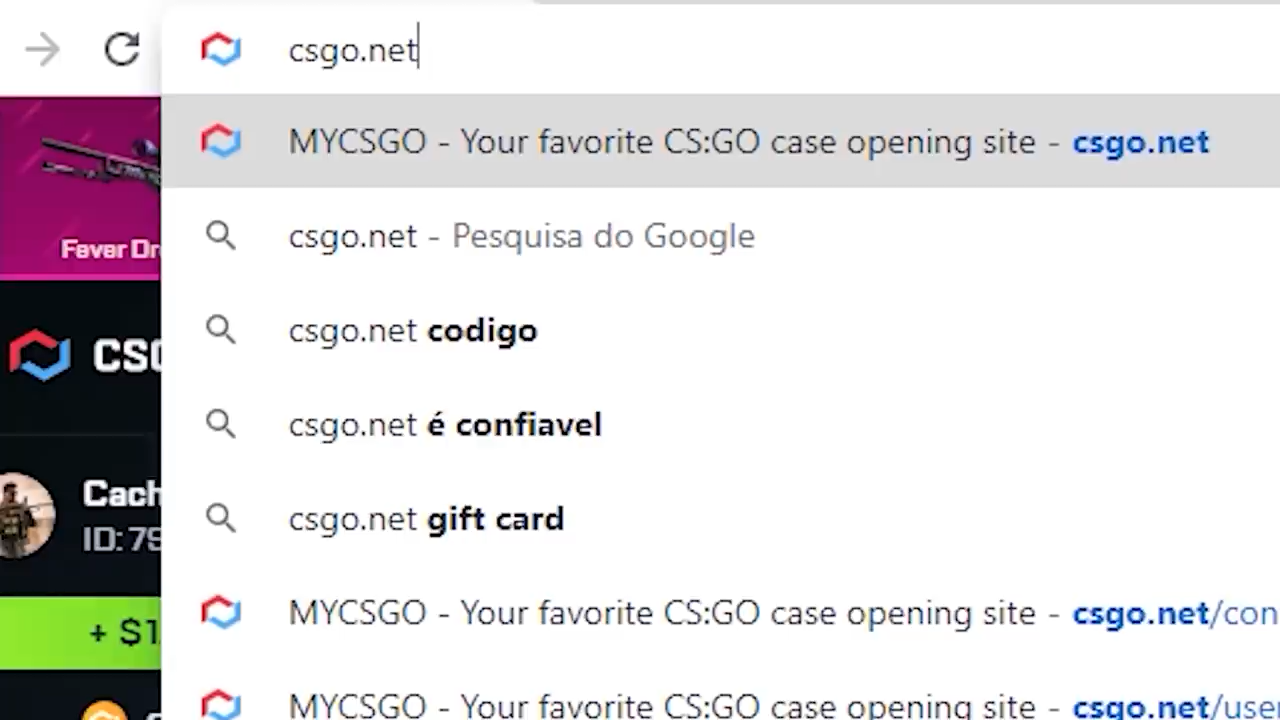 csgo.net
MYCSGO - Your favorite CS:GO case opening site - csgo.net
csgo.net - Pesquisa do Google
Fever Dr
csgo.net codigo
CSG
csgo.net é confiavel
Cach
ID: 79
csgo.net gift card
MYCSGO - Your favorite CS:GO case opening site - csgo.net/con
+ $1
MYCSGO - Your favorite CS:GO case opening site - csgo.net/user